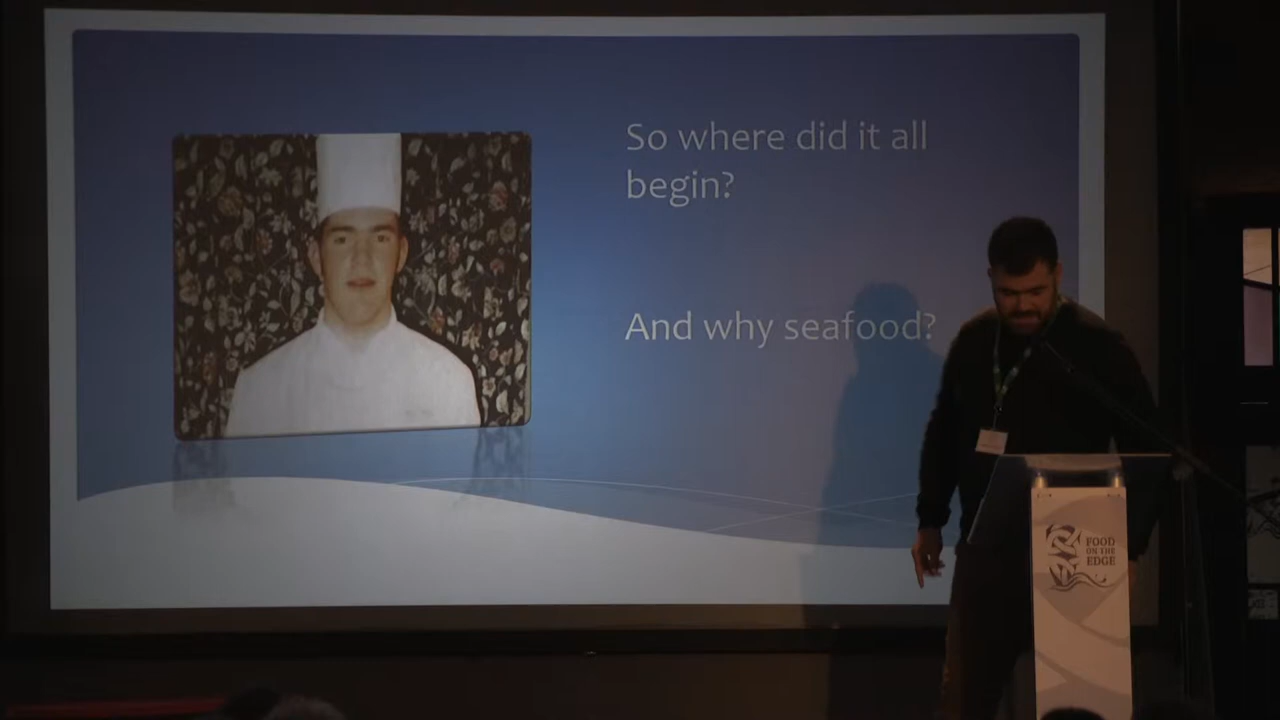 So where did it all
begin?
And why seafood?
FOOD
ON THE
EDGE